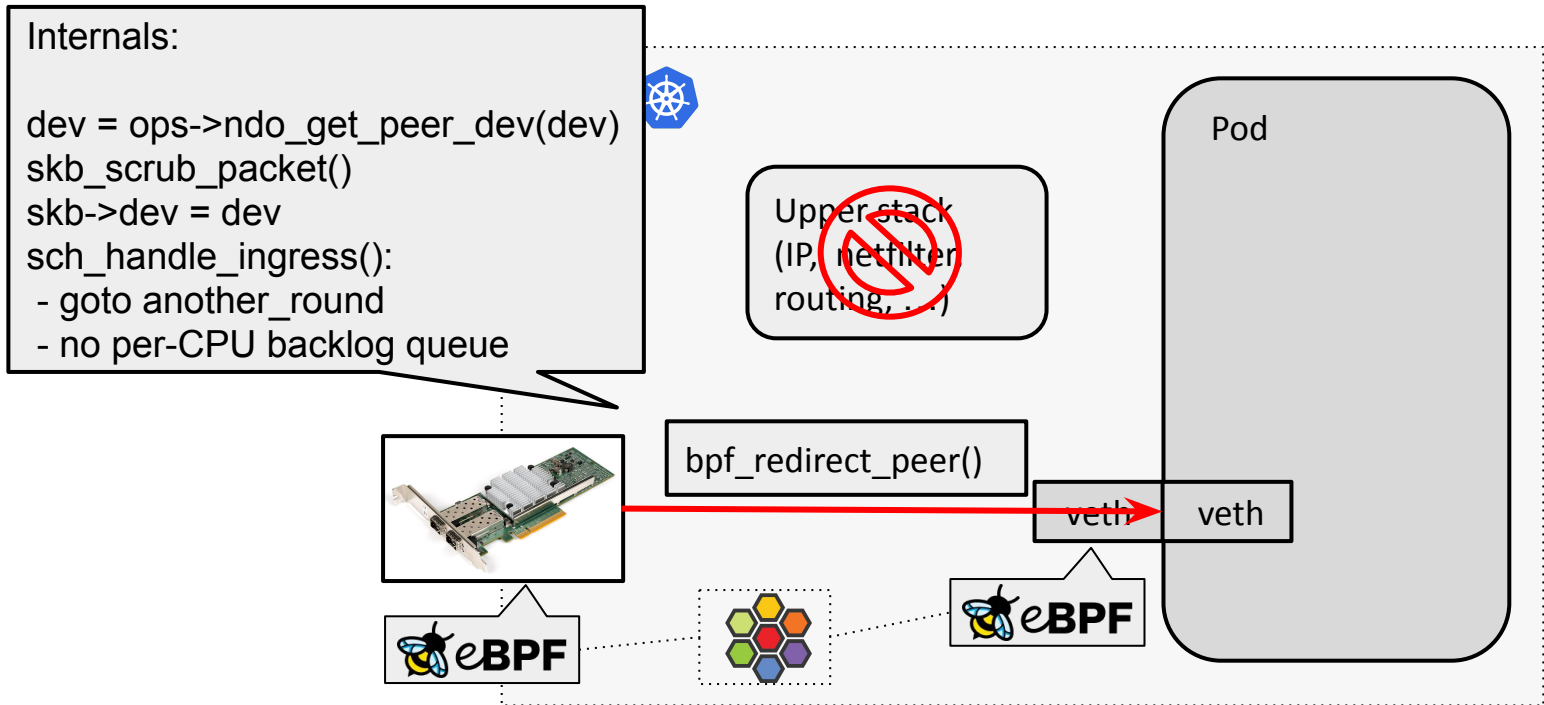 Internals:
dev = ops->ndo_get_peer_dev(dev)
skb_scrub_packet()
skb->dev = dev
sch_handle_ingress():
- goto another_round
- no per-CPU backlog queue
Pod
Upper stack
(IP, netfilter,
routing, …)
bpf_redirect_peer()
veth
veth
eBPF
eBPF